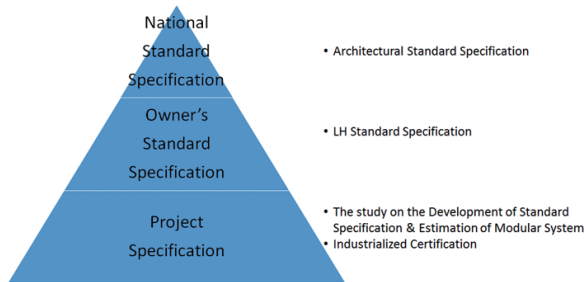 National
Standard
Specification
• Architectural Standard Specification
Owner's
Standard
Specification
• LH Standard Specification
Project
Specification
• The study on the Development of Standard
Specification & Estimation of Modular System
• Industrialized Certification